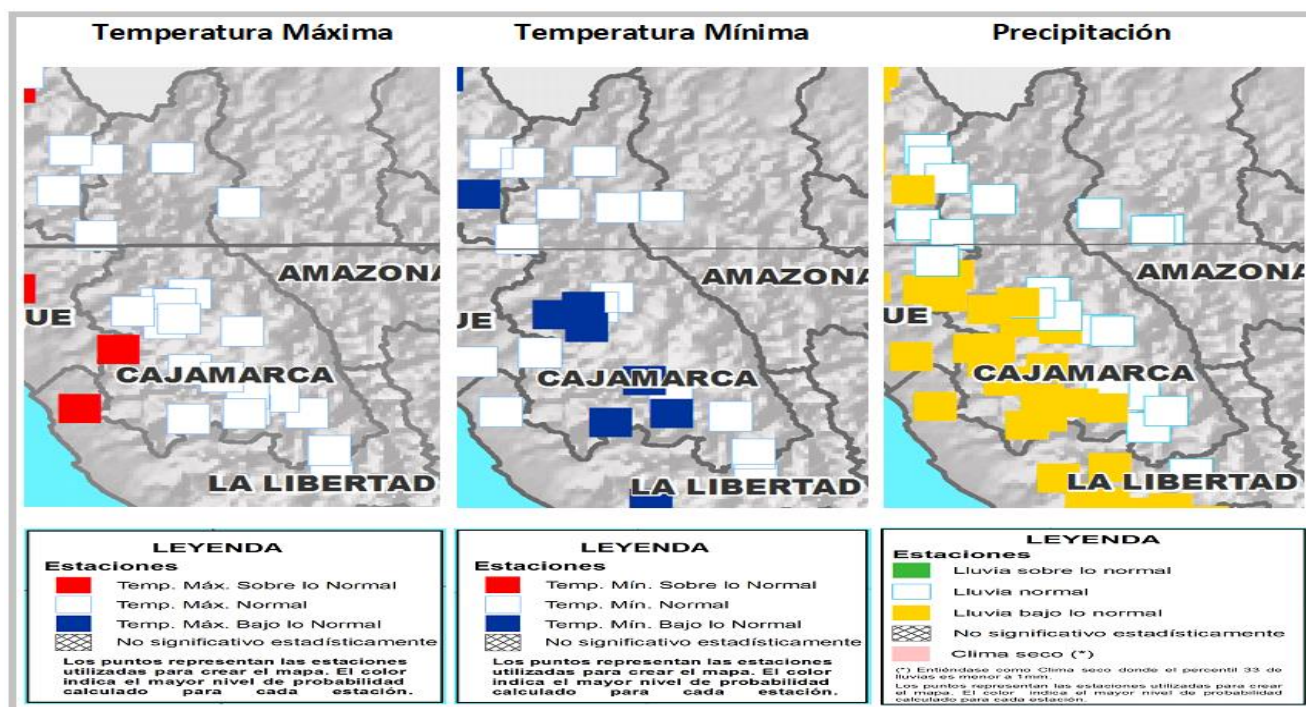 Temperatura Máxima
Temperatura Mínima
Precipitación
AMAZONA
UE
CAJAMARCA
LA LIBERTAD
AMAZONA
UE
CAJAMARCA
LA LIBERTAD
AMAZONA
UE
CAJAMARCA
LA LIBERTAD
LEYENDA
Estaciones
Temp. Máx. Sobre lo Normal
Temp. Máx. Normal
Temp. Máx. Bajo lo Normal
No significativo estadísticamente
Los puntos representan las estaciones
utilizadas para crear el mapa. El color
indica el mayor nivel de probabilidad
calculado para cada estación.
LEYENDA
Estaciones
Temp. Mín. Sobre lo Normal
Temp. Mín. Normal
Temp. Mín. Bajo lo Normal
No significativo estadísticamente
Los puntos representan las estaciones
utilizadas para crear el mapa. El color
indica el mayor nivel de probabilidad
calculado para cada estación.
LEYENDA
Estaciones
Lluvia sobre lo normal
Lluvia normal
Lluvia bajo lo normal
No significativo estadísticamente
Clima seco (*)
(*) Entiéndase como Clima seco donde el percentil 33 de
lluvias es menor a 1mm.
Los puntos representan las estaciones utilizadas para crear
el mapa. El color indica el mayor nivel de probabilidad
calculado para cada estación.